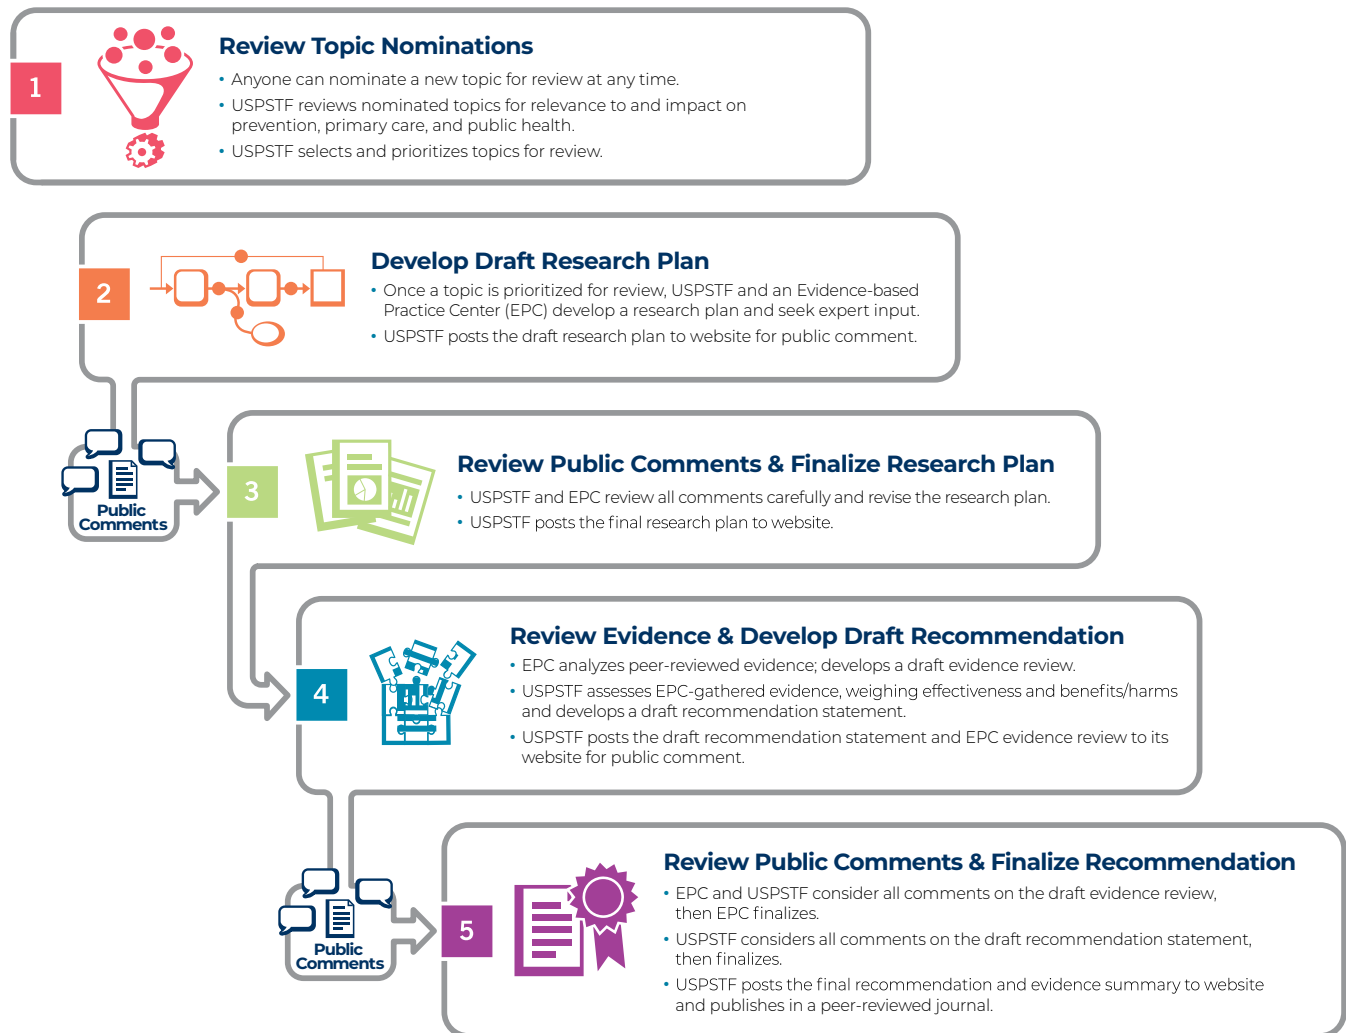 1
Review Topic Nominations
• Anyone can nominate a new topic for review at any time.
• USPSTF reviews nominated topics for relevance to and impact on
prevention, primary care, and public health.
• USPSTF selects and prioritizes topics for review.
2
Develop Draft Research Plan
• Once a topic is prioritized for review, USPSTF and an Evidence-based
Practice Center (EPC) develop a research plan and seek expert input.
• USPSTF posts the draft research plan to website for public comment.
Public
Comments
3
Review Public Comments & Finalize Research Plan
• USPSTF and EPC review all comments carefully and revise the research plan.
• USPSTF posts the final research plan to website.
4
Review Evidence & Develop Draft Recommendation
• EPC analyzes peer-reviewed evidence; develops a draft evidence review.
• USPSTF assesses EPC-gathered evidence, weighing effectiveness and benefits/harms
and develops a draft recommendation statement.
• USPSTF posts the draft recommendation statement and EPC evidence review to its
website for public comment.
Public
Comments
5
Review Public Comments & Finalize Recommendation
• EPC and USPSTF consider all comments on the draft evidence review,
then EPC finalizes.
• USPSTF considers all comments on the draft recommendation statement,
then finalizes.
• USPSTF posts the final recommendation and evidence summary to website
and publishes in a peer-reviewed journal.